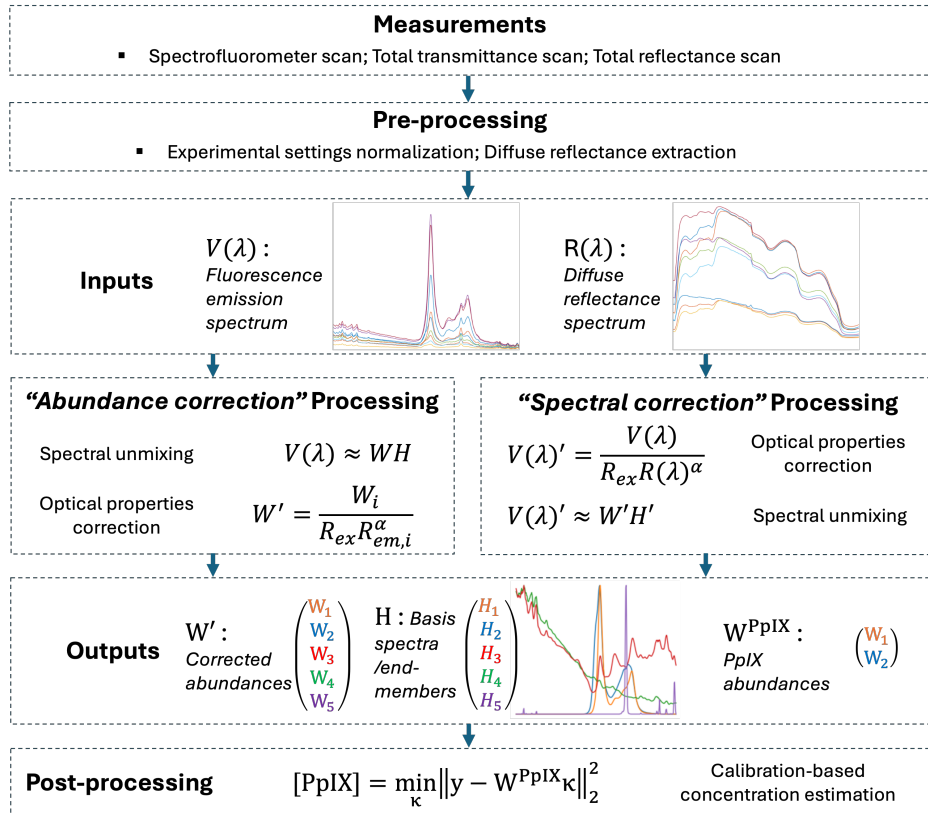 Measurements
▪ Spectrofluorometer scan; Total transmittance scan; Total reflectance scan
Pre-processing
▪ Experimental settings normalization; Diffuse reflectance extraction
Inputs
V(λ) :
Fluorescence
emission
spectrum
R(λ) :
Diffuse
reflectance
spectrum
“Abundance correction” Processing
Spectral unmixing
V(λ) ≈ WH
Optical properties
correction
W′ = W_i / (R_ex R_em,i^α)
“Spectral correction” Processing
V(λ)′ = V(λ) / (R_ex R(λ)^α)
Optical properties
correction
V(λ)′ ≈ W′H′
Spectral unmixing
Outputs
W′ :
Corrected
abundances
W₁
W₂
W₃
W₄
W₅
H : Basis
spectra
/end-
members
H₁
H₂
H₃
H₄
H₅
W^PpIX :
PpIX
abundances
W₁
W₂
Post-processing
[PpIX] = min_κ ‖y − W^PpIX κ‖₂²
Calibration-based
concentration estimation